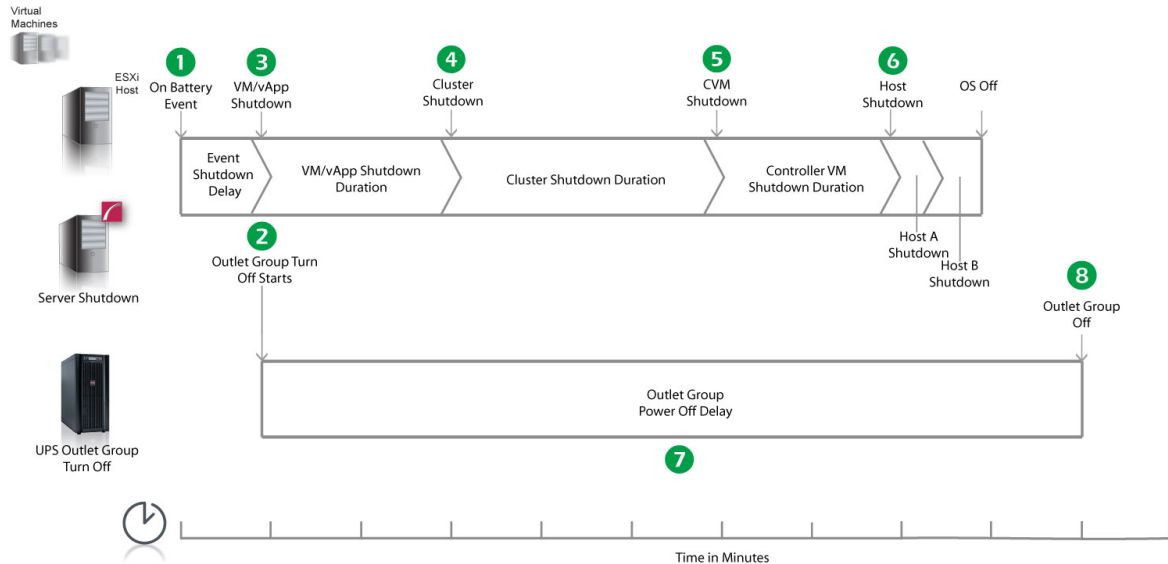 Virtual
Machines
ESXi
Host
1
On Battery
Event
3
VM/vApp
Shutdown
4
Cluster
Shutdown
5
CVM
Shutdown
6
Host
Shutdown
OS Off
Event
Shutdown
Delay
VM/vApp Shutdown
Duration
Cluster Shutdown Duration
Controller VM
Shutdown Duration
Host A
Shutdown
Host B
Shutdown
Server Shutdown
2
Outlet Group Turn
Off Starts
8
Outlet Group
Off
Outlet Group
Power Off Delay
7
UPS Outlet Group
Turn Off
Time in Minutes